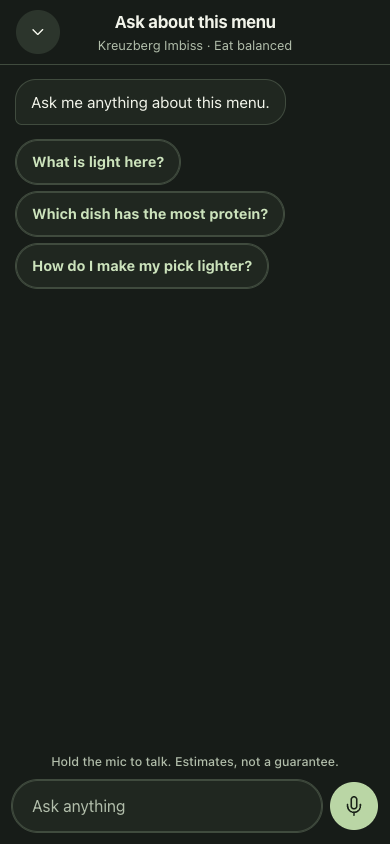 Ask about this menu
Kreuzberg Imbiss · Eat balanced
Ask me anything about this menu.
What is light here?
Which dish has the most protein?
How do I make my pick lighter?
Hold the mic to talk. Estimates, not a guarantee.
Ask anything